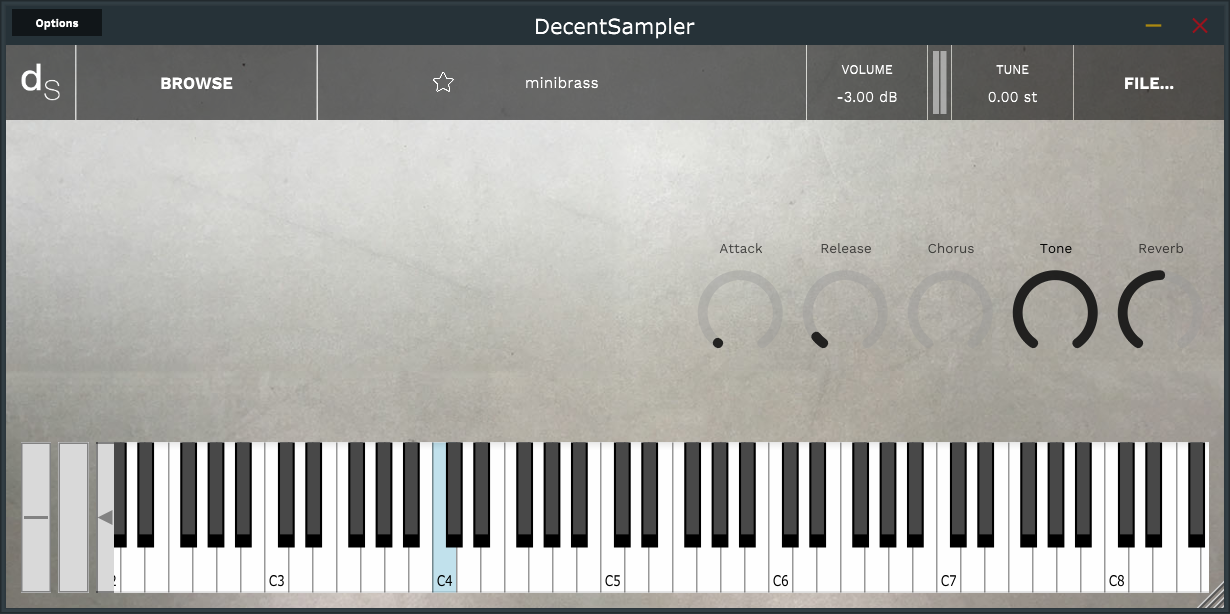 Options
DecentSampler
dS
BROWSE
minibrass
VOLUME
-3.00 dB
TUNE
0.00 st
FILE...
Attack
Release
Chorus
Tone
Reverb
C3
C4
C5
C6
C7
C8